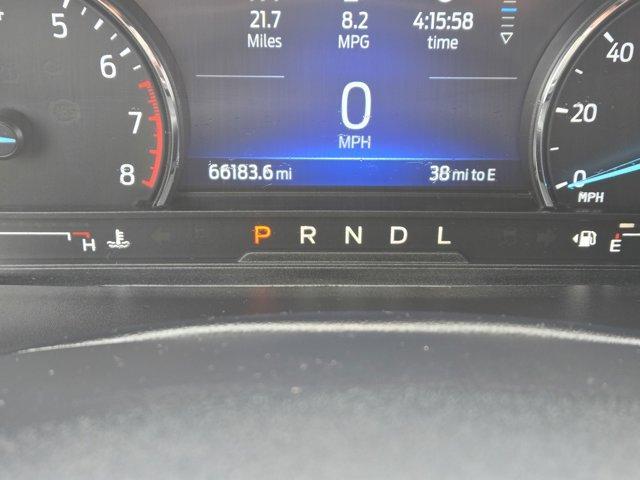 5
6
7
8
21.7
Miles
8.2
MPG
4:15:58
time
0
MPH
66183.6 mi
38 mi to E
40
20
0
MPH
H
P R N D L
E